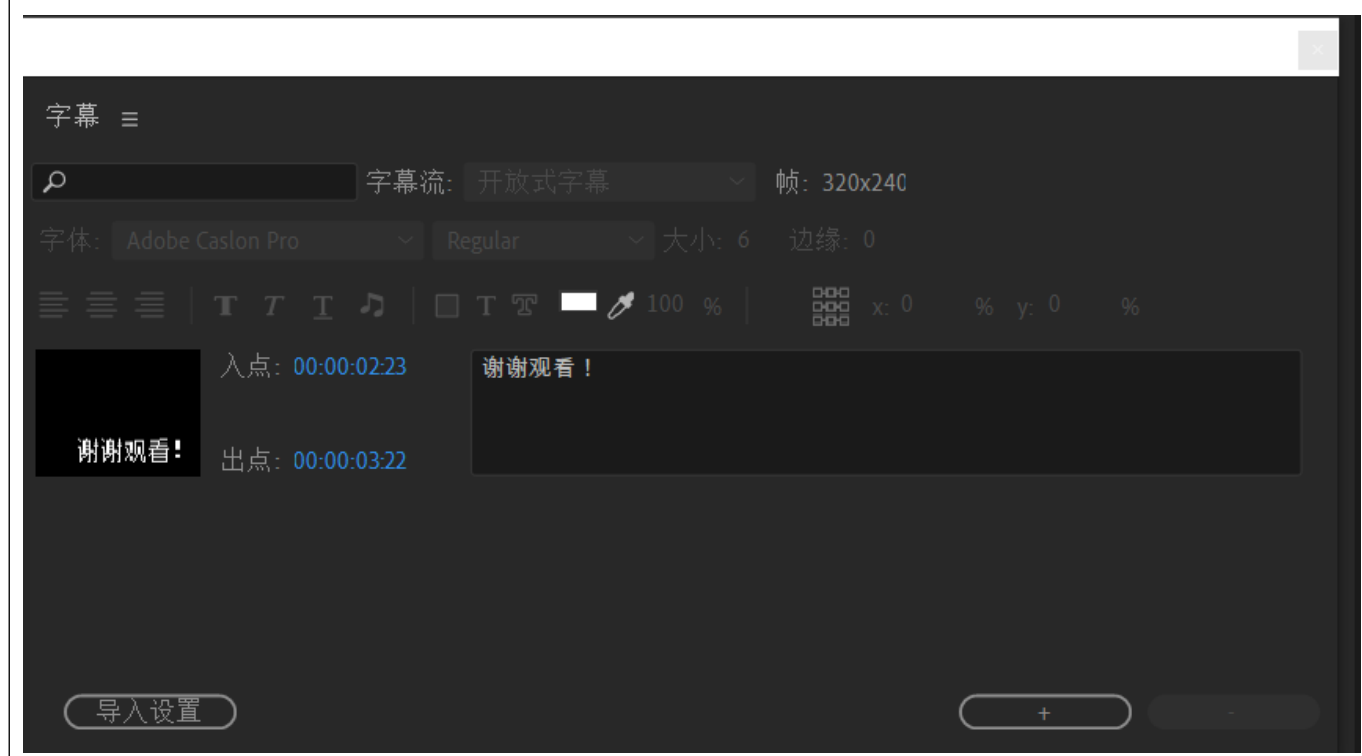 字幕
字幕流: 开放式字幕 帧: 320x240
字体: Adobe Caslon Pro Regular 大小: 6 边缘: 0
T T T T 100 % x: 0 % y: 0 %
入点: 00:00:02:23 谢谢观看！
谢谢观看! 出点: 00:00:03:22
导入设置 + -